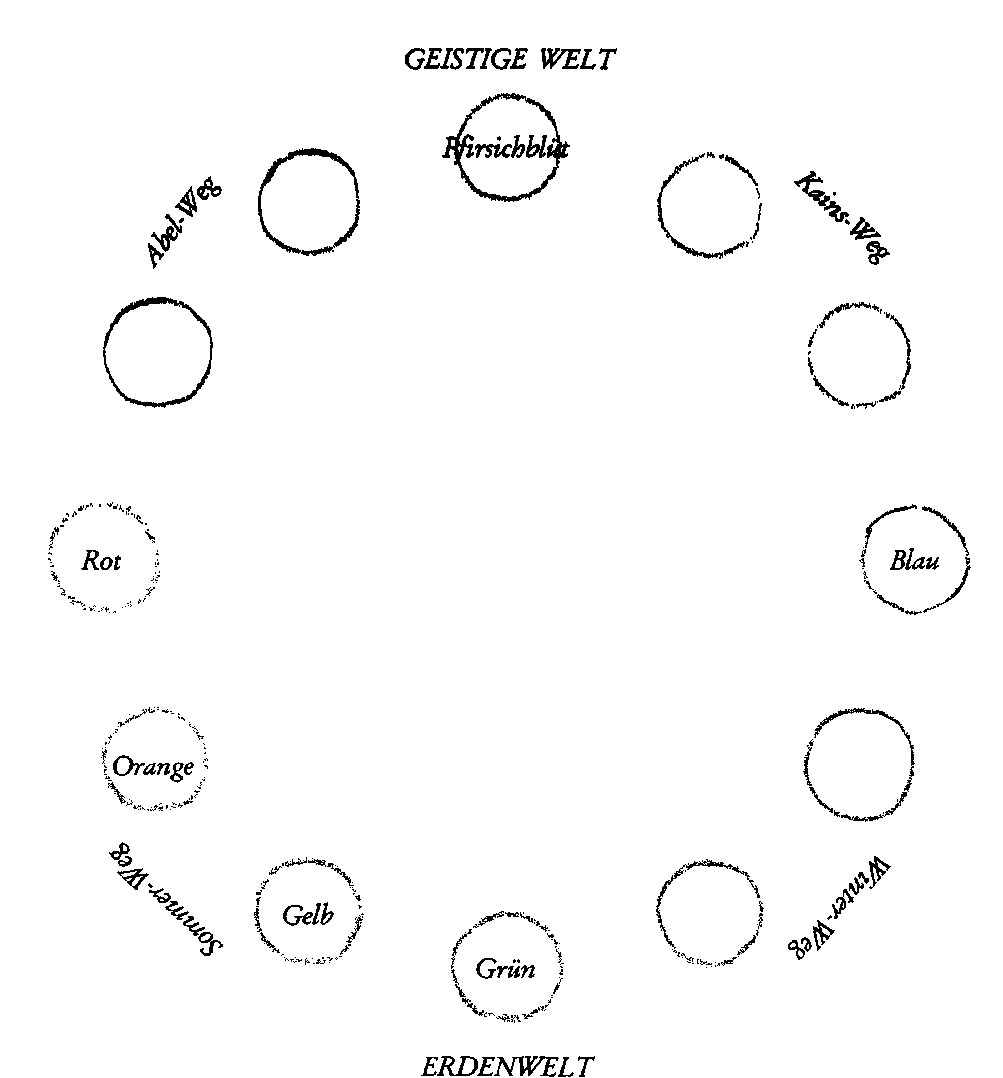 GEISTIGE WELT
Pfirsichblüt
Abel-Weg
Kains-Weg
Rot
Blau
Orange
Sommer-Weg
Winter-Weg
Gelb
Grün
ERDENWELT